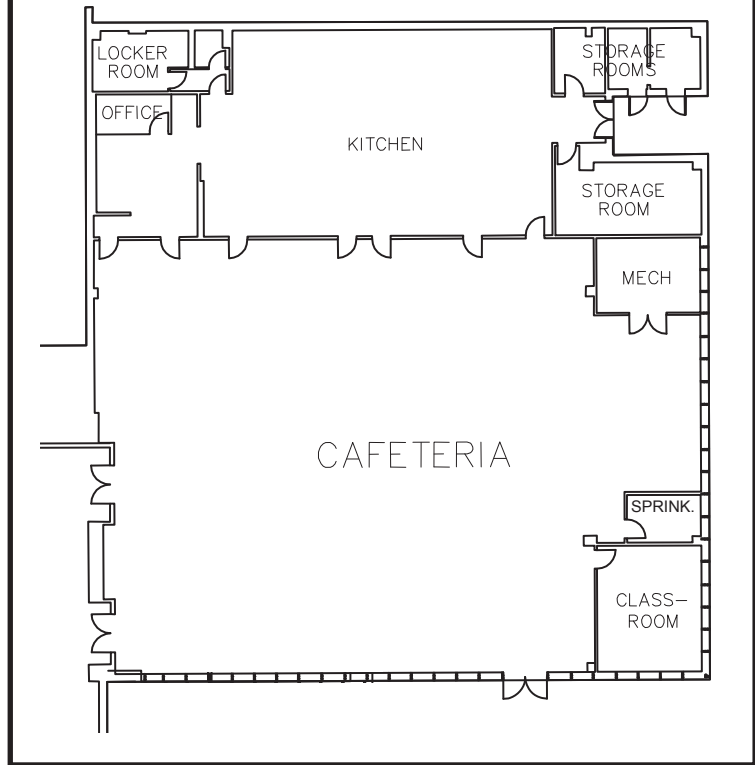 LOCKER
ROOM
STORAGE
ROOMS
OFFICE
KITCHEN
STORAGE
ROOM
MECH
CAFETERIA
SPRINK.
CLASS-
ROOM